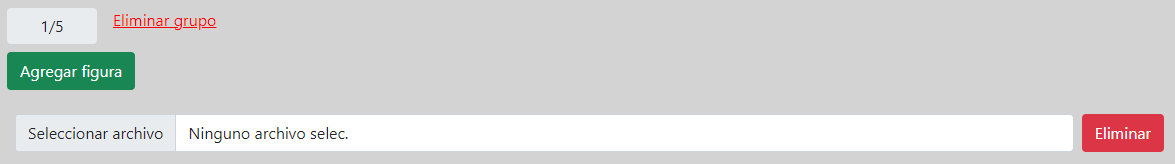 1/5 Eliminar grupo
Agregar figura
Seleccionar archivo Ninguno archivo selec. Eliminar